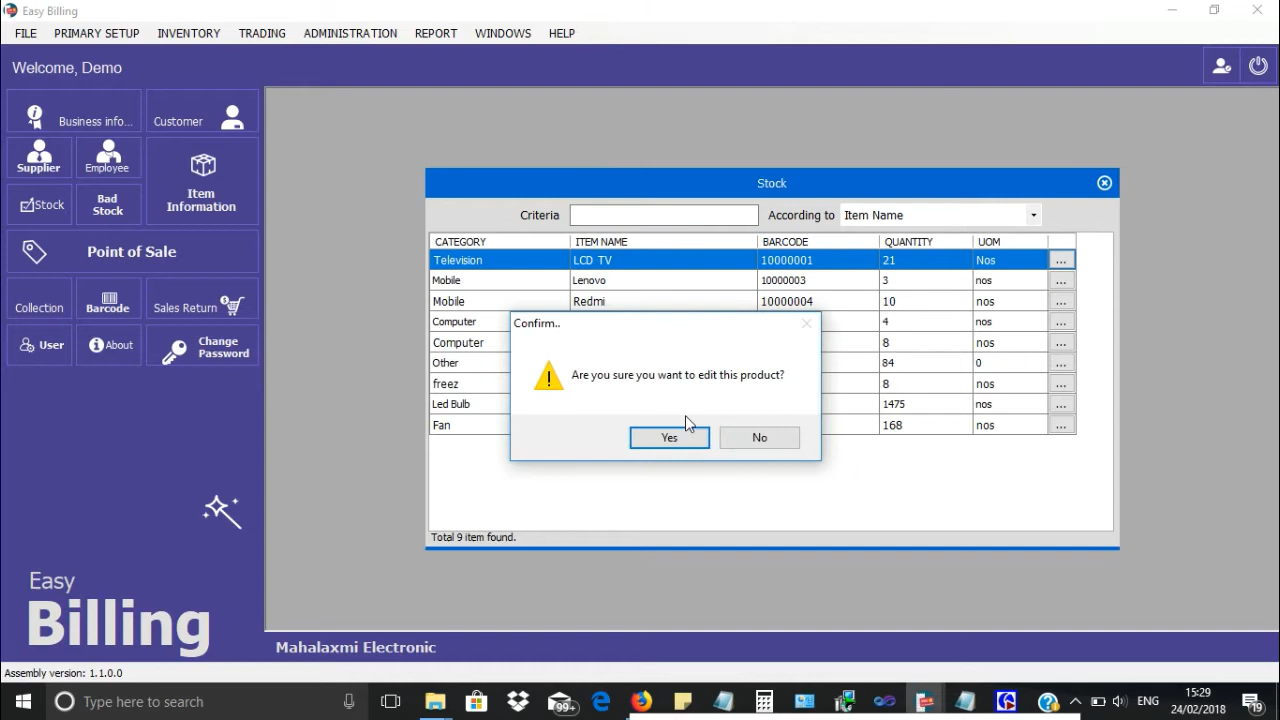 Easy Billing
FILE PRIMARY SETUP INVENTORY TRADING ADMINISTRATION REPORT WINDOWS HELP
Welcome, Demo
Business info...
Customer
Supplier
Employee
Item
Information
Stock
Bad
Stock
Point of Sale
Collection
Barcode
Sales Return
User
About
Change
Password
Easy
Billing
Stock
Criteria
According to Item Name
CATEGORY ITEM NAME BARCODE QUANTITY UOM
Television LCD TV 10000001 21 Nos ...
Mobile Lenovo 10000003 3 nos ...
Mobile Redmi 10000004 10 nos ...
Computer 4 nos ...
Computer 8 nos ...
Other 84 0 ...
freez 8 nos ...
Led Bulb 1475 nos ...
Fan 168 nos ...
Confirm..
Are you sure you want to edit this product?
Yes No
Total 9 item found.
Mahalaxmi Electronic
Assembly version: 1.1.0.0
Type here to search
99+
ENG
15:29
24/02/2018
19